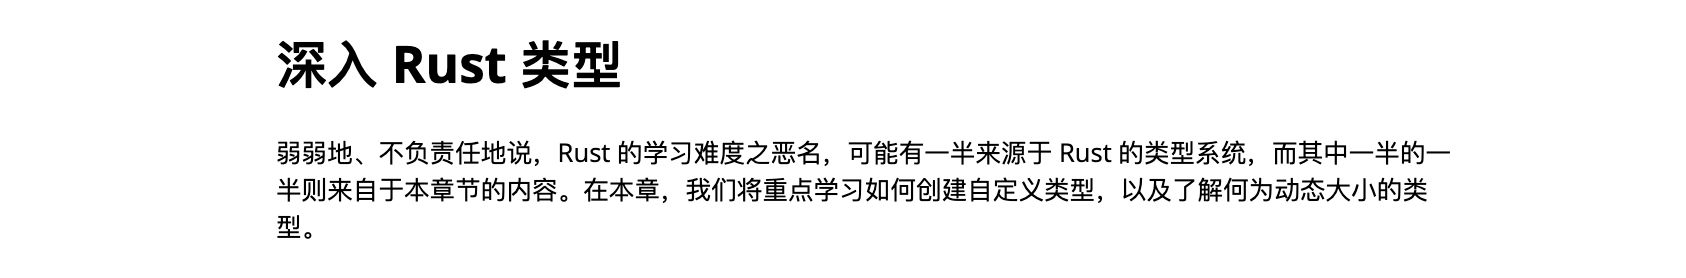 深入 Rust 类型
弱弱地、不负责任地说，Rust 的学习难度之恶名，可能有一半来源于 Rust 的类型系统，而其中一半的一
半则来自于本章节的内容。在本章，我们将重点学习如何创建自定义类型，以及了解何为动态大小的类
型。